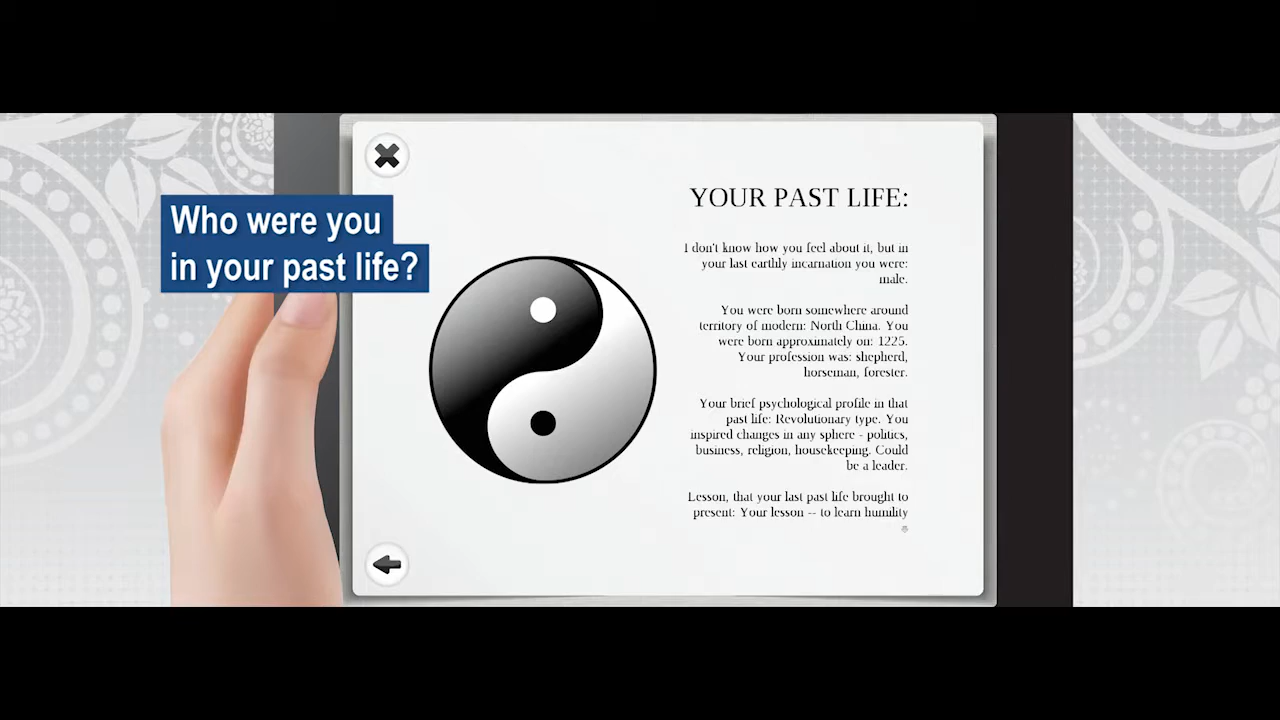 Who were you
in your past life?
YOUR PAST LIFE:
I don't know how you feel about it, but in
your last earthly incarnation you were:
male.
You were born somewhere around
territory of modern: North China. You
were born approximately on: 1225.
Your profession was: shepherd,
horseman, forester.
Your brief psychological profile in that
past life: Revolutionary type. You
inspired changes in any sphere - politics,
business, religion, housekeeping. Could
be a leader.
Lesson, that your last past life brought to
present: Your lesson -- to learn humility